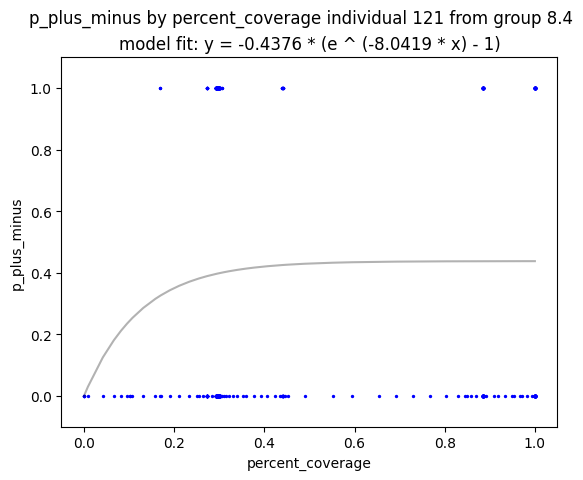 p_plus_minus by percent_coverage individual 121 from group 8.4
model fit: y = -0.4376 * (e ^ (-8.0419 * x) - 1)
1.0
0.8
0.6
0.4
0.2
0.0
p_plus_minus
0.0 0.2 0.4 0.6 0.8 1.0
percent_coverage